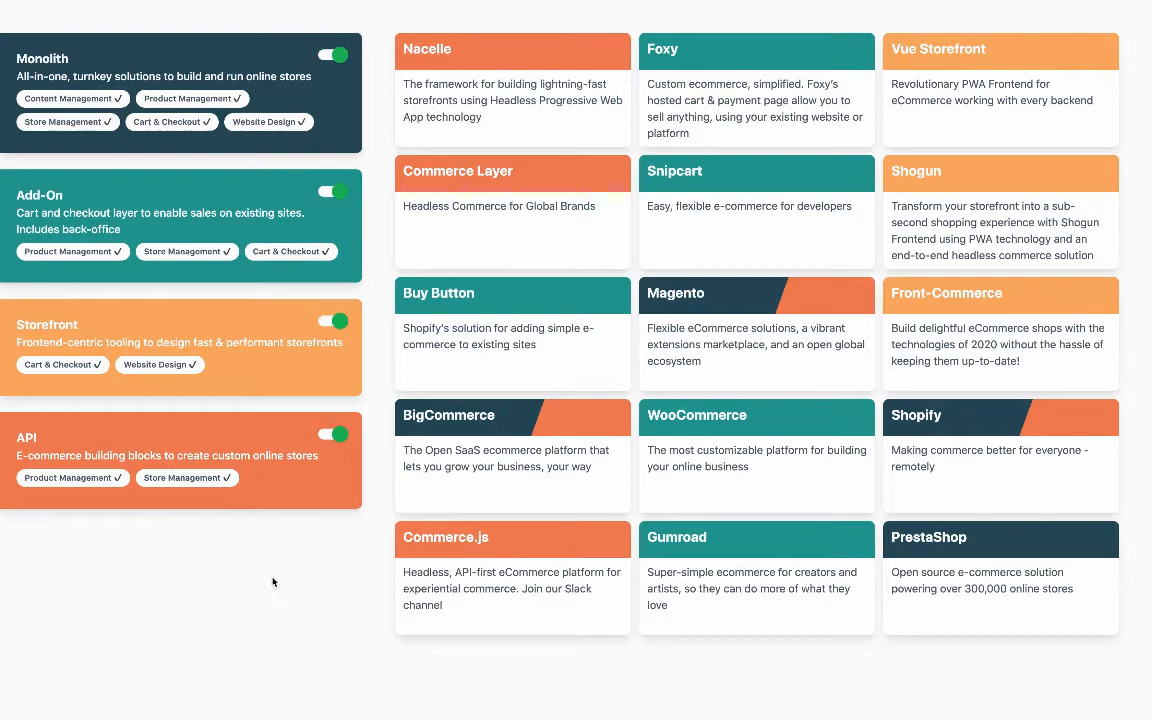 Monolith
All-in-one, turnkey solutions to build and run online stores
Content Management ✓ Product Management ✓
Store Management ✓ Cart & Checkout ✓ Website Design ✓
Add-On
Cart and checkout layer to enable sales on existing sites.
Includes back-office
Product Management ✓ Store Management ✓ Cart & Checkout ✓
Storefront
Frontend-centric tooling to design fast & performant storefronts
Cart & Checkout ✓ Website Design ✓
API
E-commerce building blocks to create custom online stores
Product Management ✓ Store Management ✓
Nacelle
The framework for building lightning-fast
storefronts using Headless Progressive Web
App technology
Foxy
Custom ecommerce, simplified. Foxy's
hosted cart & payment page allow you to
sell anything, using your existing website or
platform
Vue Storefront
Revolutionary PWA Frontend for
eCommerce working with every backend
Commerce Layer
Headless Commerce for Global Brands
Snipcart
Easy, flexible e-commerce for developers
Shogun
Transform your storefront into a sub-
second shopping experience with Shogun
Frontend using PWA technology and an
end-to-end headless commerce solution
Buy Button
Shopify's solution for adding simple e-
commerce to existing sites
Magento
Flexible eCommerce solutions, a vibrant
extensions marketplace, and an open global
ecosystem
Front-Commerce
Build delightful eCommerce shops with the
technologies of 2020 without the hassle of
keeping them up-to-date!
BigCommerce
The Open SaaS ecommerce platform that
lets you grow your business, your way
WooCommerce
The most customizable platform for building
your online business
Shopify
Making commerce better for everyone -
remotely
Commerce.js
Headless, API-first eCommerce platform for
experiential commerce. Join our Slack
channel
Gumroad
Super-simple ecommerce for creators and
artists, so they can do more of what they
love
PrestaShop
Open source e-commerce solution
powering over 300,000 online stores